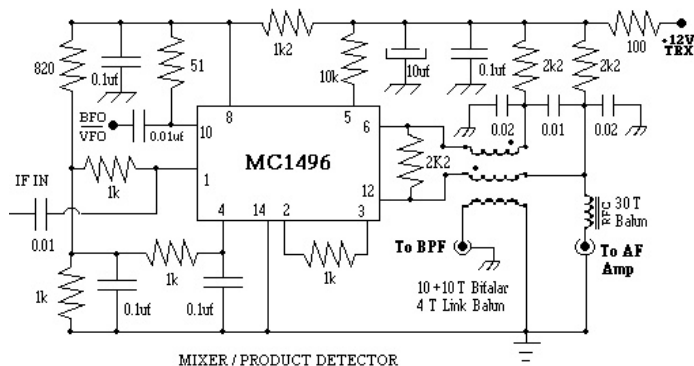 +12V
TRX
100
820
0.1uf
51
1k2
10k
10uf
0.1uf
2k2
2k2
BFO
VFO
0.01uf
10
8
5
6
0.02
0.01
0.02
MC1496
2K2
IF IN
1k
1
12
0.01
4
14
2
3
RFC
30 T
Balun
To BPF
To AF
Amp
1k
1k
0.1uf
0.1uf
1k
10 +10 T Bifalar
4 T Link Balun
MIXER / PRODUCT DETECTOR